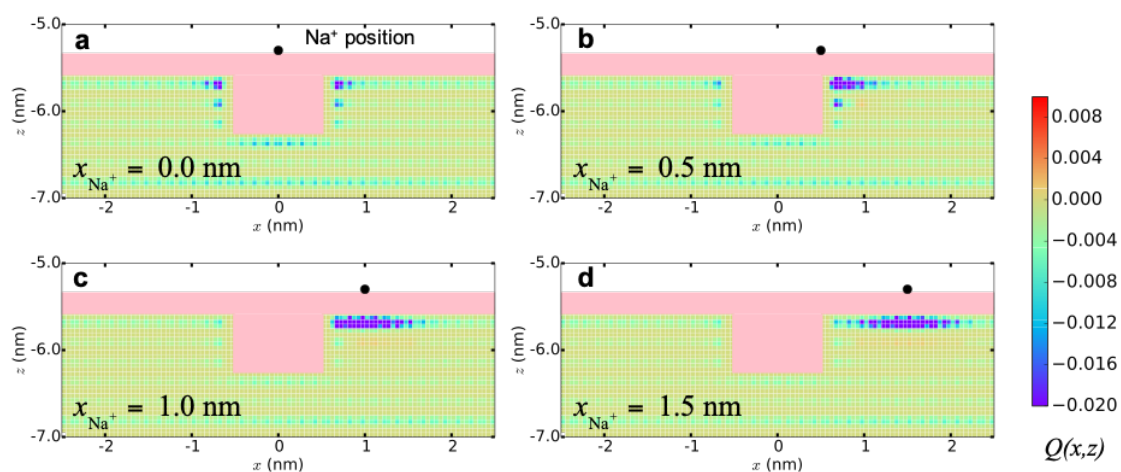 a
Na⁺ position
-5.0
-6.0
-7.0
z (nm)
x_Na⁺ = 0.0 nm
-2 -1 0 1 2
x (nm)
b
-5.0
-6.0
-7.0
z (nm)
x_Na⁺ = 0.5 nm
-2 -1 0 1 2
x (nm)
c
-5.0
-6.0
-7.0
z (nm)
x_Na⁺ = 1.0 nm
-2 -1 0 1 2
x (nm)
d
-5.0
-6.0
-7.0
z (nm)
x_Na⁺ = 1.5 nm
-2 -1 0 1 2
x (nm)
0.008
0.004
0.000
−0.004
−0.008
−0.012
−0.016
−0.020
Q(x,z)